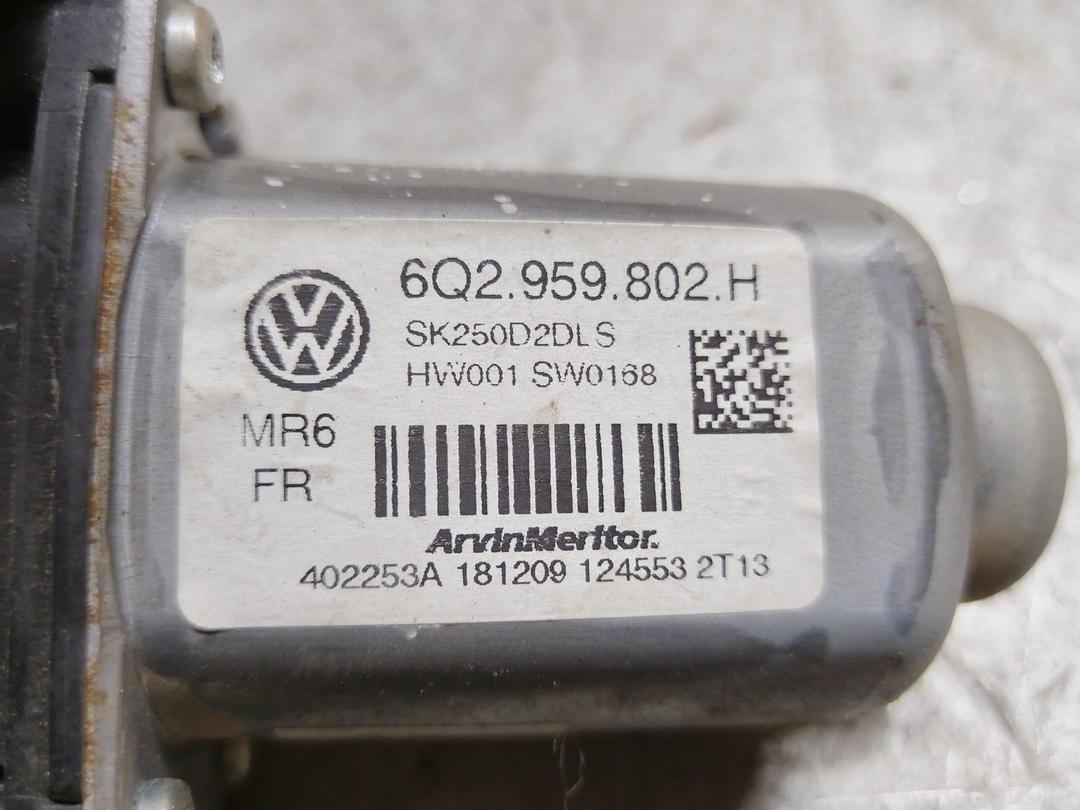 6Q2.959.802.H
SK250D2DLS
HW001 SW0168
MR6
FR
ArvinMeritor.
402253A 181209 124553 2T13